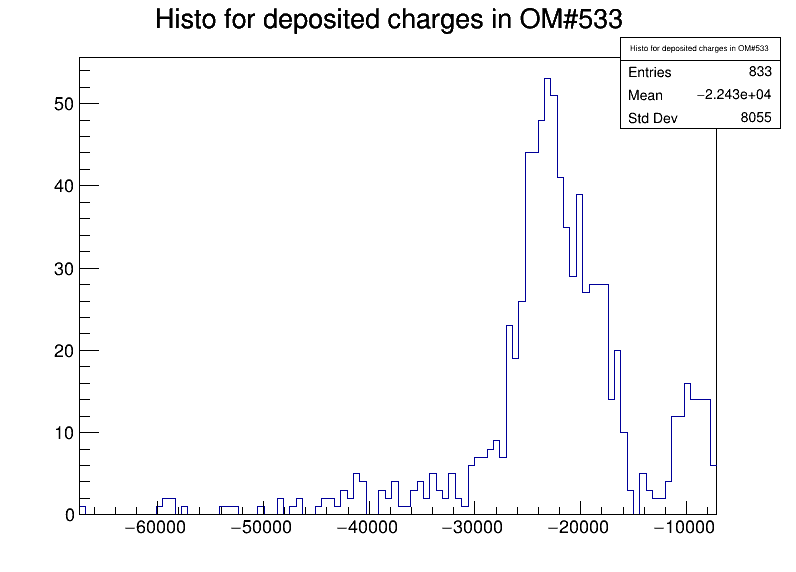 Histo for deposited charges in OM#533
Histo for deposited charges in OM#533
Entries 833
Mean −2.243e+04
Std Dev 8055
50
40
30
20
10
0
−60000 −50000 −40000 −30000 −20000 −10000